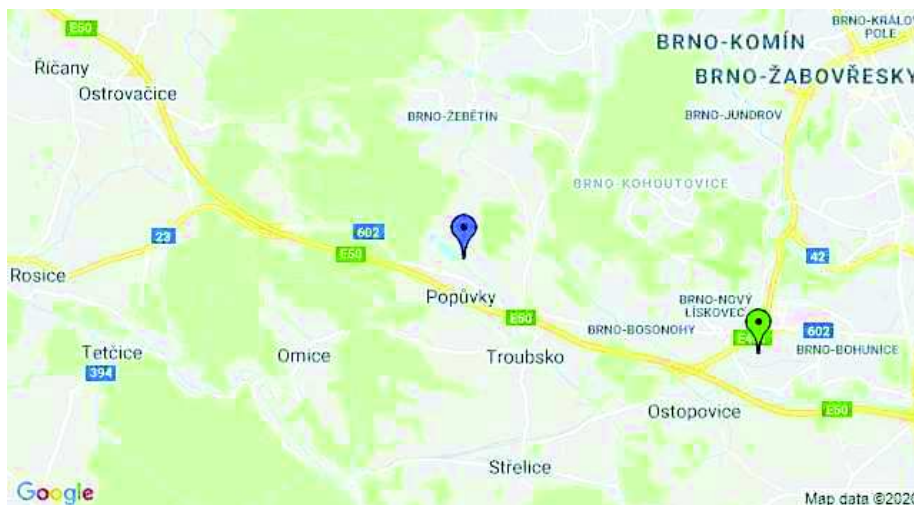 E50
BRNO-KRÁLOV
POLE
BRNO-KOMÍN
43
Říčany
BRNO-ŽABOVŘESKY
Ostrovačice
BRNO-ŽEBĚTÍN
BRNO-JUNDROV
BRNO-KOHOUTOVICE
602
23
E50
42
Rosice
Popůvky
BRNO-NOVÝ
LÍSKOVEC
E50
BRNO-BOSONOHY
602
Tetčice
Omice
Troubsko
BRNO-BOHUNICE
394
Ostopovice
E50
Střelice
Google
Map data ©2020